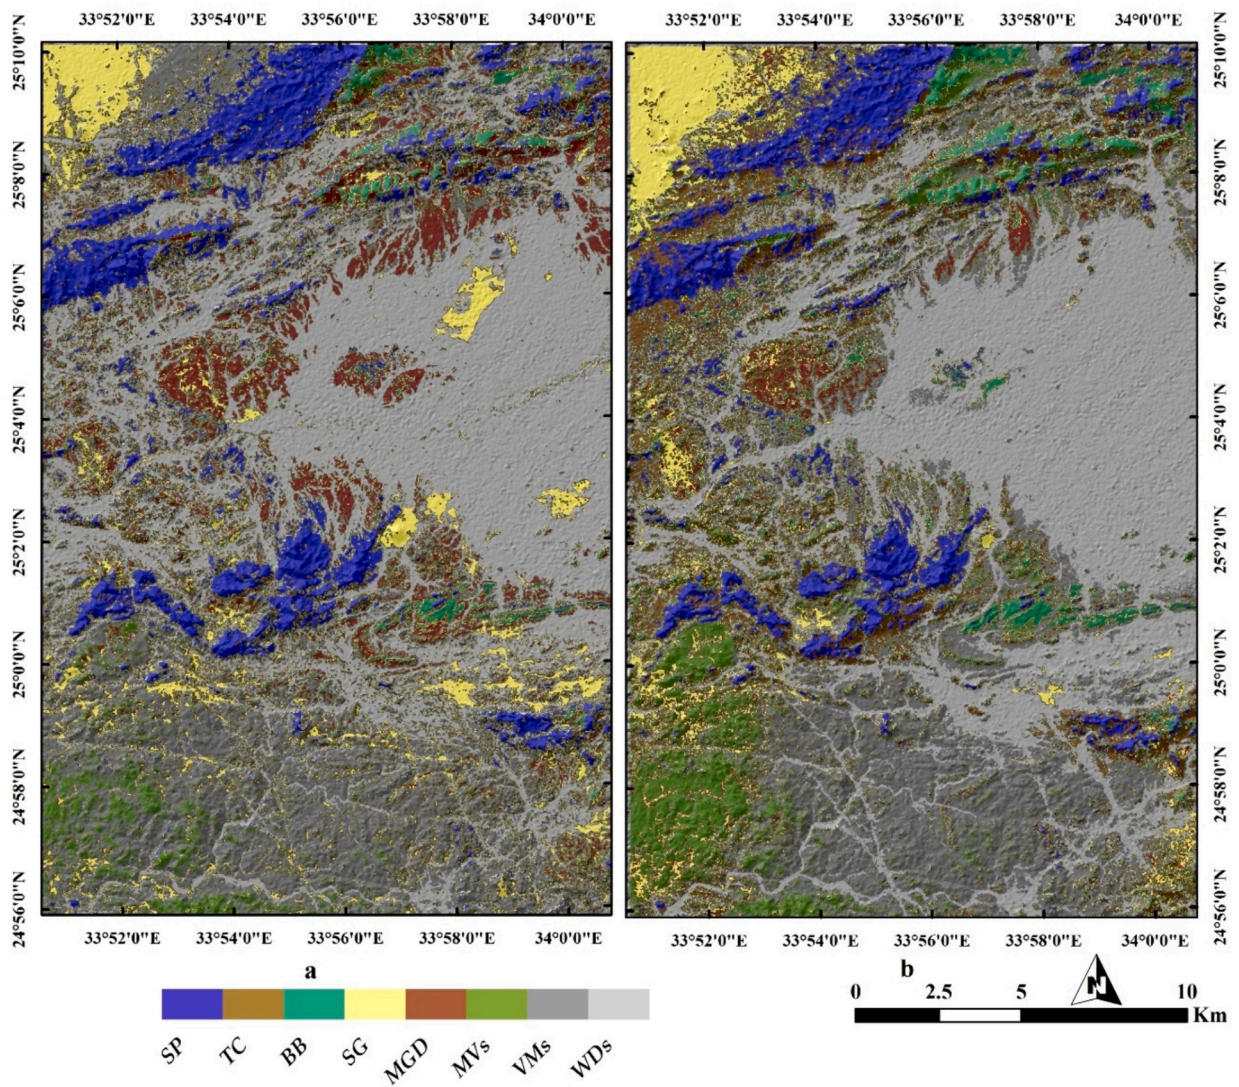 33°52'0"E 33°54'0"E 33°56'0"E 33°58'0"E 34°0'0"E
33°52'0"E 33°54'0"E 33°56'0"E 33°58'0"E 34°0'0"E
25°10'0"N
25°8'0"N
25°6'0"N
25°4'0"N
25°2'0"N
25°0'0"N
24°58'0"N
24°56'0"N
25°10'0"N
25°8'0"N
25°6'0"N
25°4'0"N
25°2'0"N
25°0'0"N
24°58'0"N
24°56'0"N
33°52'0"E 33°54'0"E 33°56'0"E 33°58'0"E 34°0'0"E
33°52'0"E 33°54'0"E 33°56'0"E 33°58'0"E 34°0'0"E
a
b
N
SP TC BB SG MGD MVs VMs WDs
0 2.5 5 10
Km